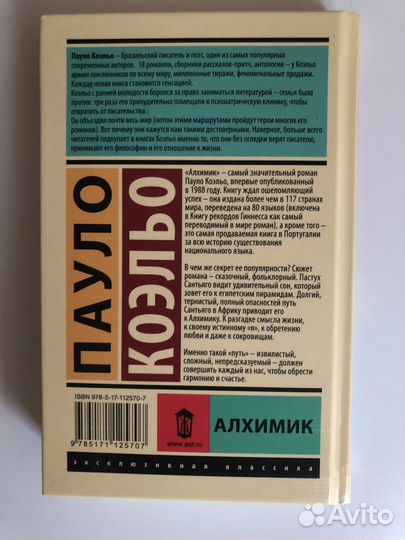 Пауло Коэльо – бразильский писатель и поэт, один из самых популярных
современных авторов. 18 романов, сборники рассказов-притч, антологии – у Коэльо
армия поклонников по всему миру, миллионные тиражи, феноменальные продажи.
Каждая новая книга становится сенсацией.
Коэльо с ранней молодости боролся за право заниматься литературой – семья была
против: три раза его принудительно помещали в психиатрическую клинику, чтобы
отвратить от писательства.
Он объездил почти весь мир (потом этими маршрутами пройдут герои многих его
романов). Вот почему они кажутся нам такими достоверными. Наверное, больше всего
читателей подкупает в книгах Коэльо именно то, что они без оглядки верят писателю,
принимают его философию и его отношение к жизни.
ПАУЛО
КОЭЛЬО
«Алхимик» – самый значительный роман
Пауло Коэльо, впервые опубликованный
в 1988 году. Книгу ждал ошеломляющий
успех – она издана более чем в 117 странах
мира, переведена на 80 языков (включена
в Книгу рекордов Гиннесса как самый
переводимый в мире роман), а кроме того –
это самая продаваемая книга в Португалии
за всю историю существования
национального языка.
В чем же секрет ее популярности? Сюжет
романа – сказочный, фольклорный. Пастух
Сантьяго видит удивительный сон, который
зовет его к египетским пирамидам. Долгий,
тернистый, полный опасностей путь
Сантьяго в Африку приводит его
к Алхимику. К разгадке смысла жизни,
к своему истинному «я», к обретению
любви и даже к сокровищам.
Именно такой «путь» – извилистый,
сложный, непредсказуемый – должен
совершить каждый из нас, чтобы обрести
гармонию и счастье.
ISBN 978-5-17-112570-7
9 785171 125707
www.ast.ru
АЛХИМИК
эксклюзивная классика
Avito